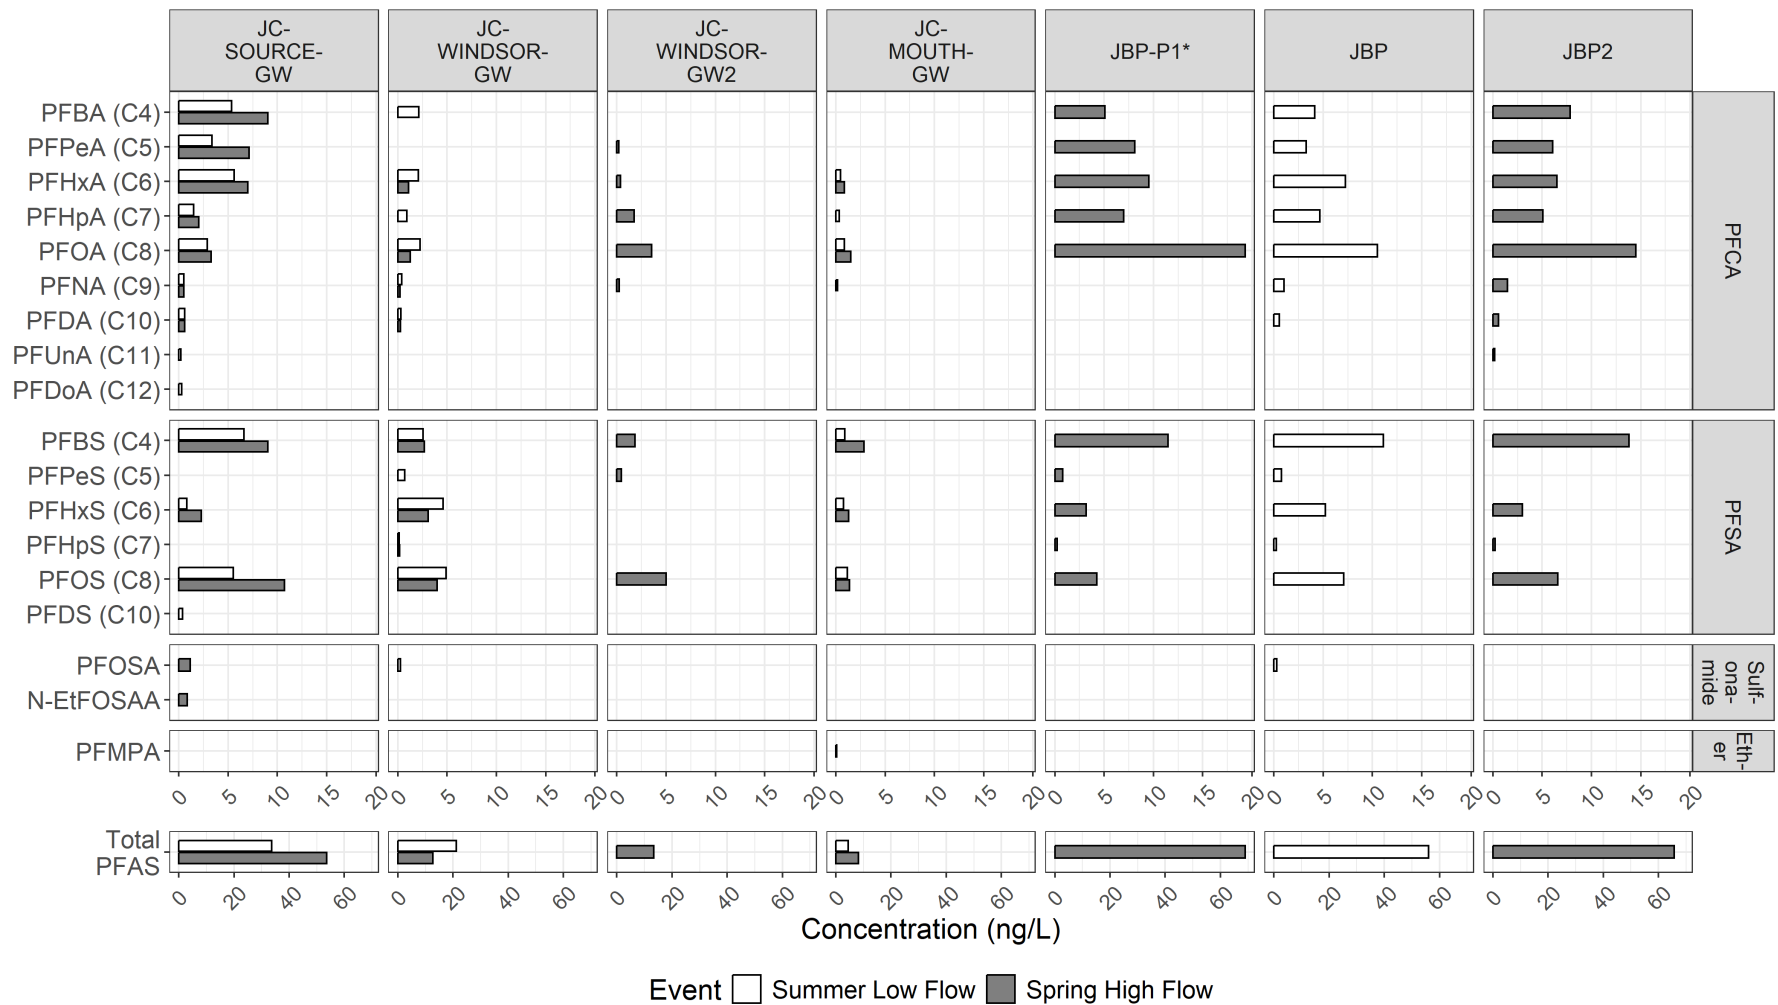 JC-
SOURCE-
GW
JC-
WINDSOR-
GW
JC-
WINDSOR-
GW2
JC-
MOUTH-
GW
JBP-P1*
JBP
JBP2
PFBA (C4)
PFPeA (C5)
PFHxA (C6)
PFHpA (C7)
PFOA (C8)
PFNA (C9)
PFDA (C10)
PFUnA (C11)
PFDoA (C12)
PFCA
PFBS (C4)
PFPeS (C5)
PFHxS (C6)
PFHpS (C7)
PFOS (C8)
PFDS (C10)
PFSA
PFOSA
N-EtFOSAA
Sulf-
ona-
mide
PFMPA
Eth-
er
0 5 10 15 20 0 5 10 15 20 0 5 10 15 20 0 5 10 15 20 0 5 10 15 20 0 5 10 15 20 0 5 10 15 20
Total
PFAS
0 20 40 60 0 20 40 60 0 20 40 60 0 20 40 60 0 20 40 60 0 20 40 60 0 20 40 60
Concentration (ng/L)
Event Summer Low Flow Spring High Flow